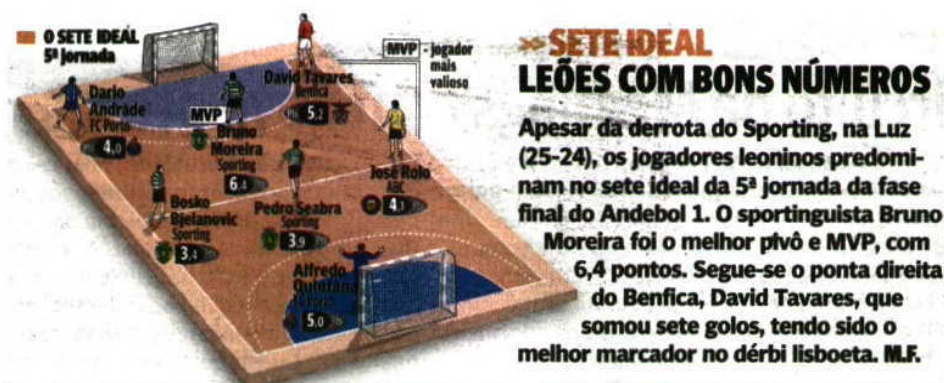 O SETE IDEAL
5ª jornada
MVP - jogador
mais
valioso
David Tavares
Benfica
5,2
Dario
Andrade
FC Porto
4,0
MVP
Bruno
Moreira
Sporting
6,4
José Rolo
ABC
4,1
Bosko
Bjelanovic
Sporting
3,4
Pedro Seabra
Sporting
3,9
Alfredo
Quintana
FC Porto
5,0
» SETE IDEAL
LEÕES COM BONS NÚMEROS
Apesar da derrota do Sporting, na Luz
(25-24), os jogadores leoninos predomi-
nam no sete ideal da 5ª jornada da fase
final do Andebol 1. O sportinguista Bruno
Moreira foi o melhor pivô e MVP, com
6,4 pontos. Segue-se o ponta direita
do Benfica, David Tavares, que
somou sete golos, tendo sido o
melhor marcador no dérbi lisboeta. M.F.